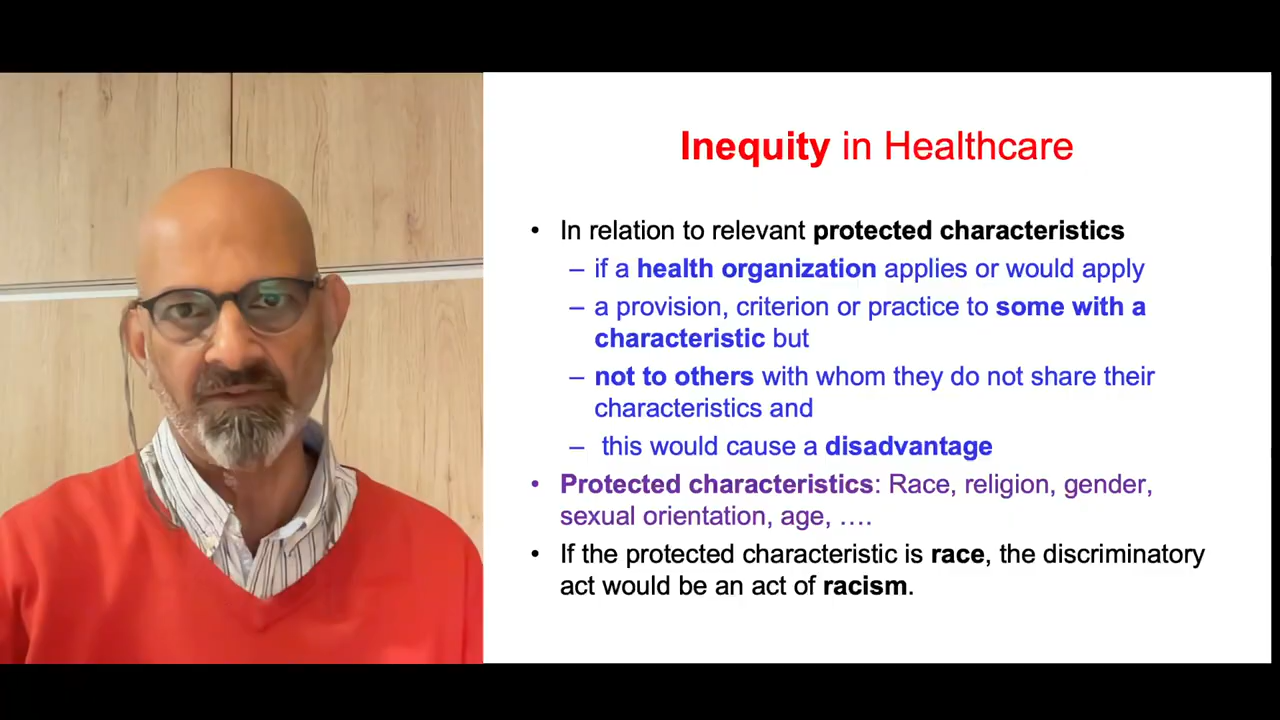 Inequity in Healthcare
• In relation to relevant protected characteristics
– if a health organization applies or would apply
– a provision, criterion or practice to some with a
characteristic but
– not to others with whom they do not share their
characteristics and
– this would cause a disadvantage
• Protected characteristics: Race, religion, gender,
sexual orientation, age, ….
• If the protected characteristic is race, the discriminatory
act would be an act of racism.